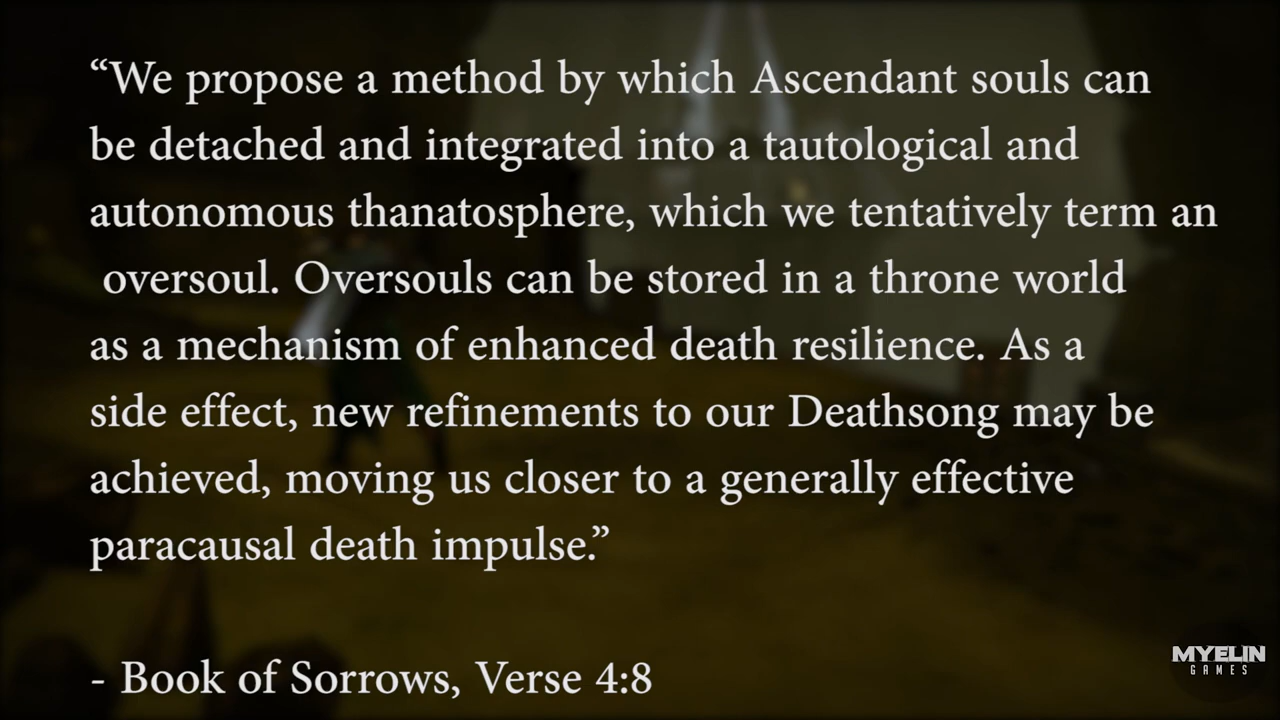 “We propose a method by which Ascendant souls can
be detached and integrated into a tautological and
autonomous thanatosphere, which we tentatively term an
oversoul. Oversouls can be stored in a throne world
as a mechanism of enhanced death resilience. As a
side effect, new refinements to our Deathsong may be
achieved, moving us closer to a generally effective
paracausal death impulse.”
- Book of Sorrows, Verse 4:8
MYELIN
GAMES